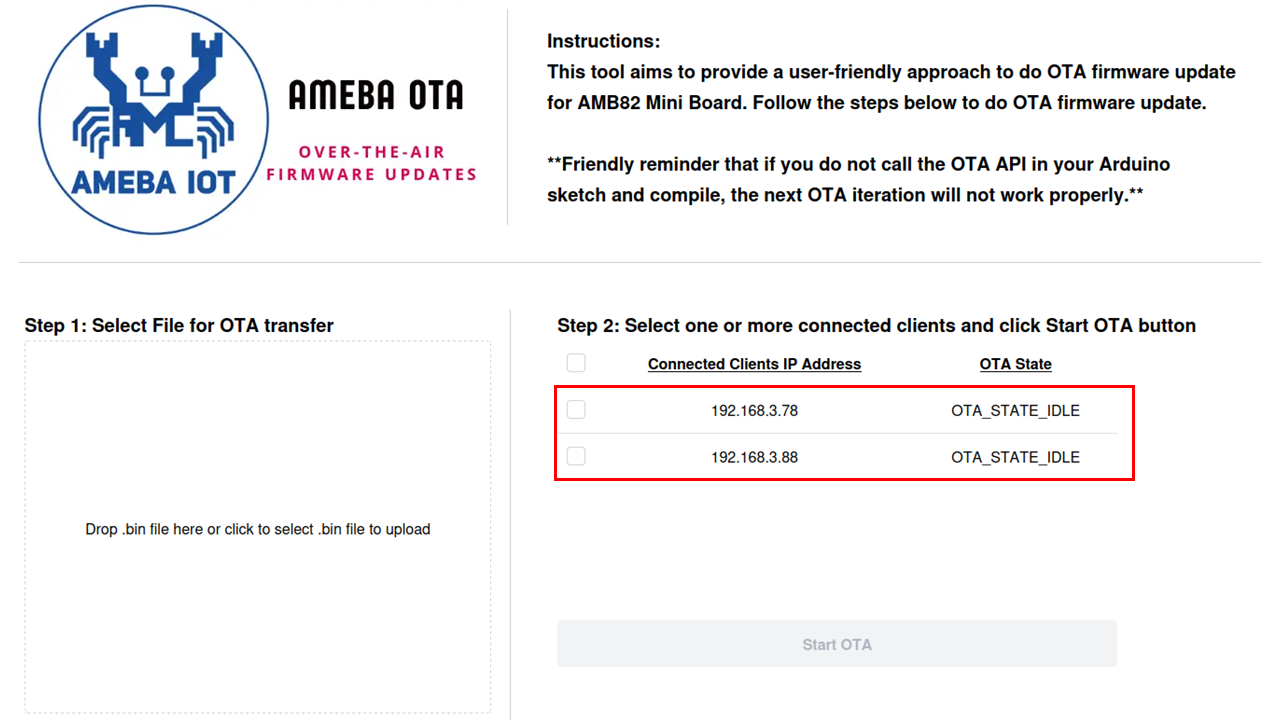 AMEBA IOT
AMEBA OTA
OVER-THE-AIR
FIRMWARE UPDATES
Instructions:
This tool aims to provide a user-friendly approach to do OTA firmware update
for AMB82 Mini Board. Follow the steps below to do OTA firmware update.
**Friendly reminder that if you do not call the OTA API in your Arduino
sketch and compile, the next OTA iteration will not work properly.**
Step 1: Select File for OTA transfer
Drop .bin file here or click to select .bin file to upload
Step 2: Select one or more connected clients and click Start OTA button
Connected Clients IP Address OTA State
192.168.3.78 OTA_STATE_IDLE
192.168.3.88 OTA_STATE_IDLE
Start OTA